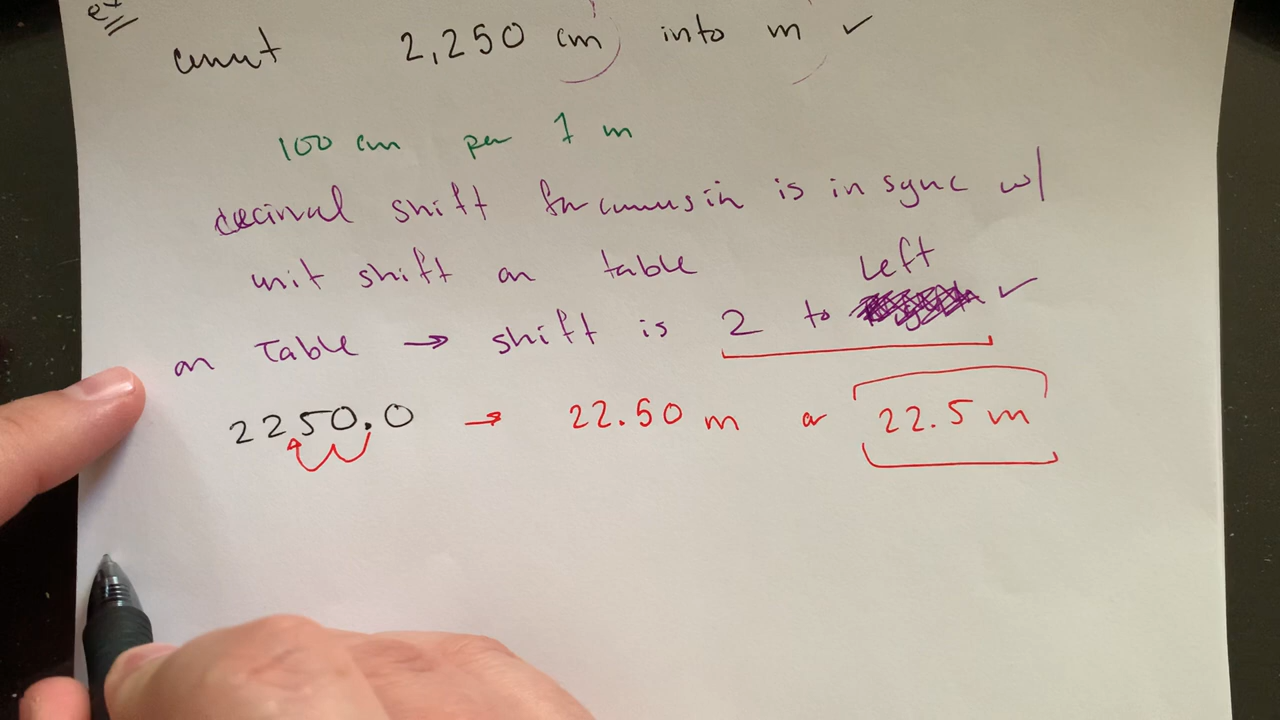 ex
convert 2,250 cm into m ✓
100 cm per 1 m
decimal shift for conversion is in sync w/
unit shift on table
Left
on Table → shift is 2 to ✓
2250.0 → 22.50 m or 22.5 m